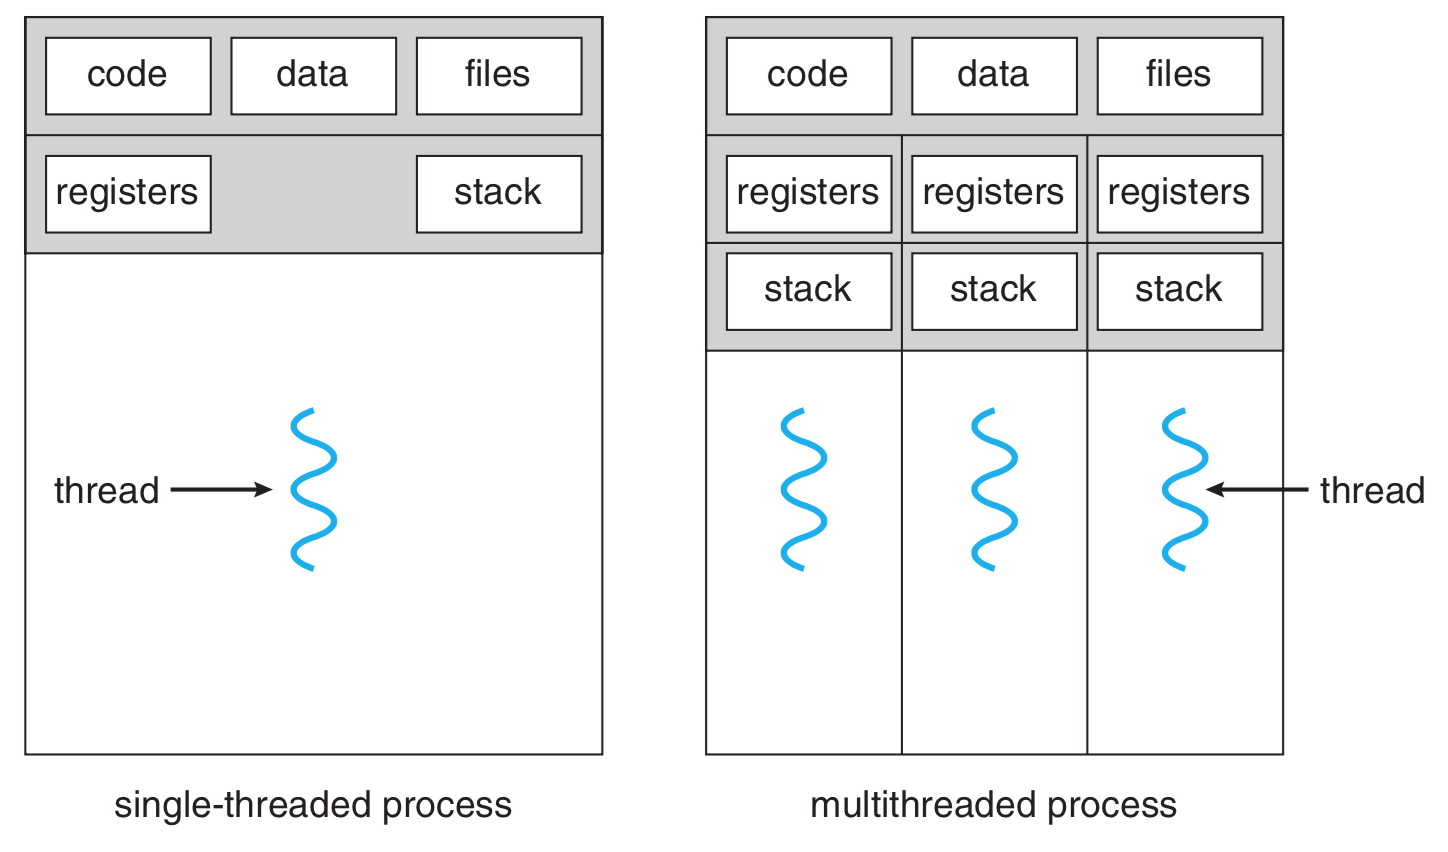 code data files
registers stack
thread
single-threaded process
code data files
registers registers registers
stack stack stack
thread
multithreaded process